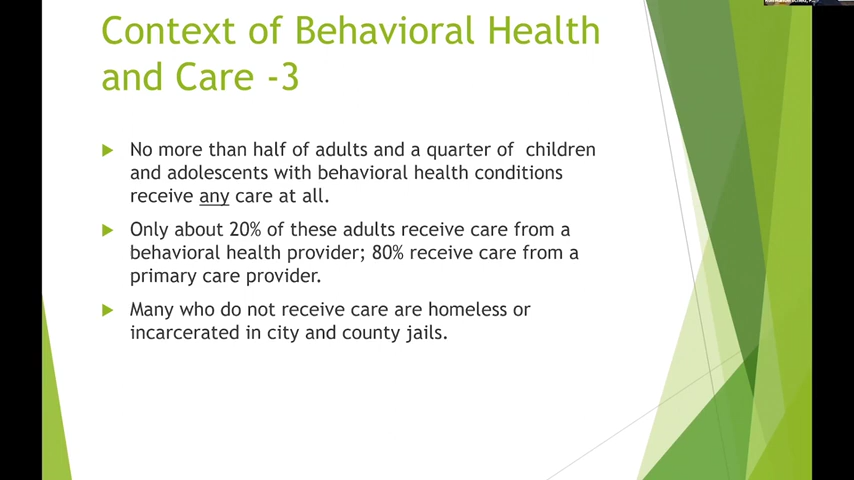 Context of Behavioral Health
and Care -3
No more than half of adults and a quarter of children
and adolescents with behavioral health conditions
receive any care at all.
Only about 20% of these adults receive care from a
behavioral health provider; 80% receive care from a
primary care provider.
Many who do not receive care are homeless or
incarcerated in city and county jails.